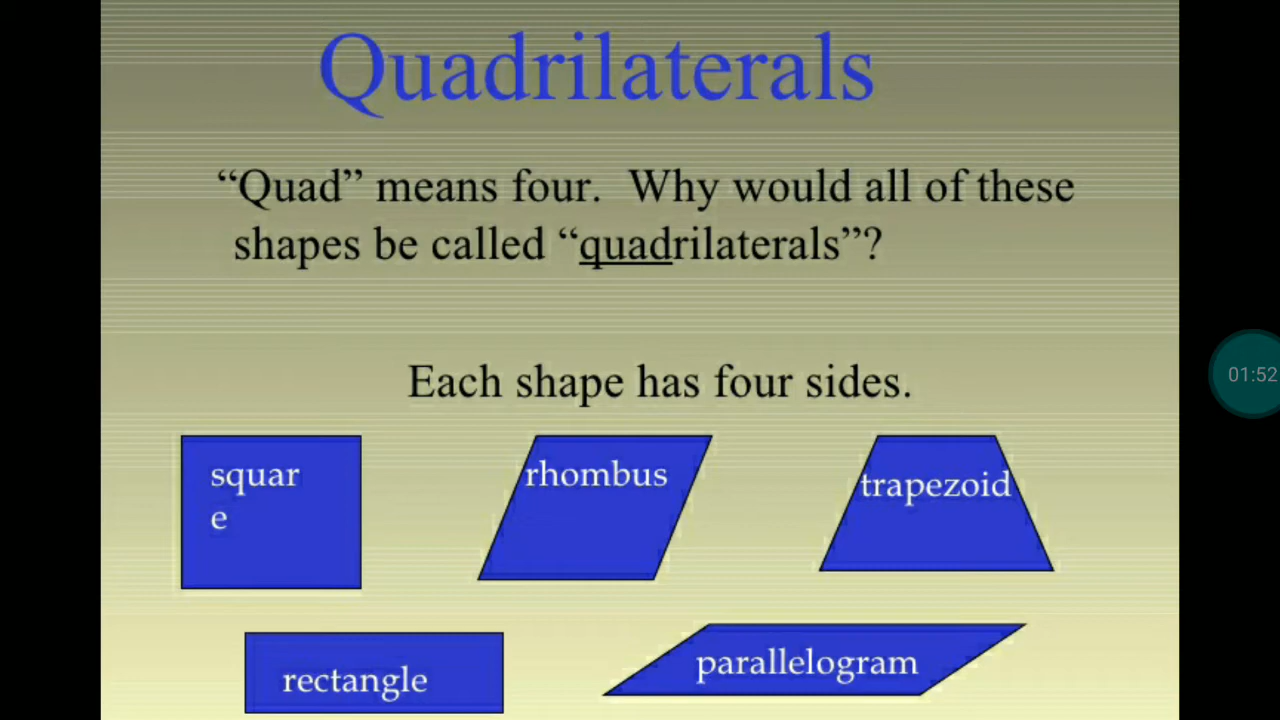 Quadrilaterals
“Quad” means four.  Why would all of these
shapes be called “quadrilaterals”?
Each shape has four sides.
squar
e
rhombus
trapezoid
01:52
rectangle
parallelogram